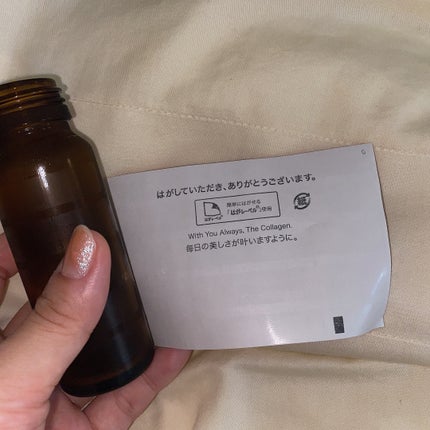 はがしていただき、ありがとうございます。
簡単にはがせる
「はがレーベル®」使用
紙
With You Always, The Collagen.
毎日の美しさが叶いますように。